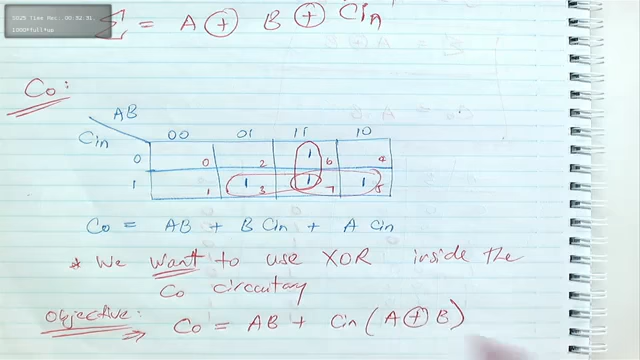 Σ = A ⊕ B ⊕ Cin
Co:
AB
Cin 00 01 11 10
0 0 2 1 6 4
1 1 1 3 1 7 1 5
Co = AB + B Cin + A Cin
* We want to use XOR inside the
Co circuitary
Objective: Co = AB + Cin (A ⊕ B)